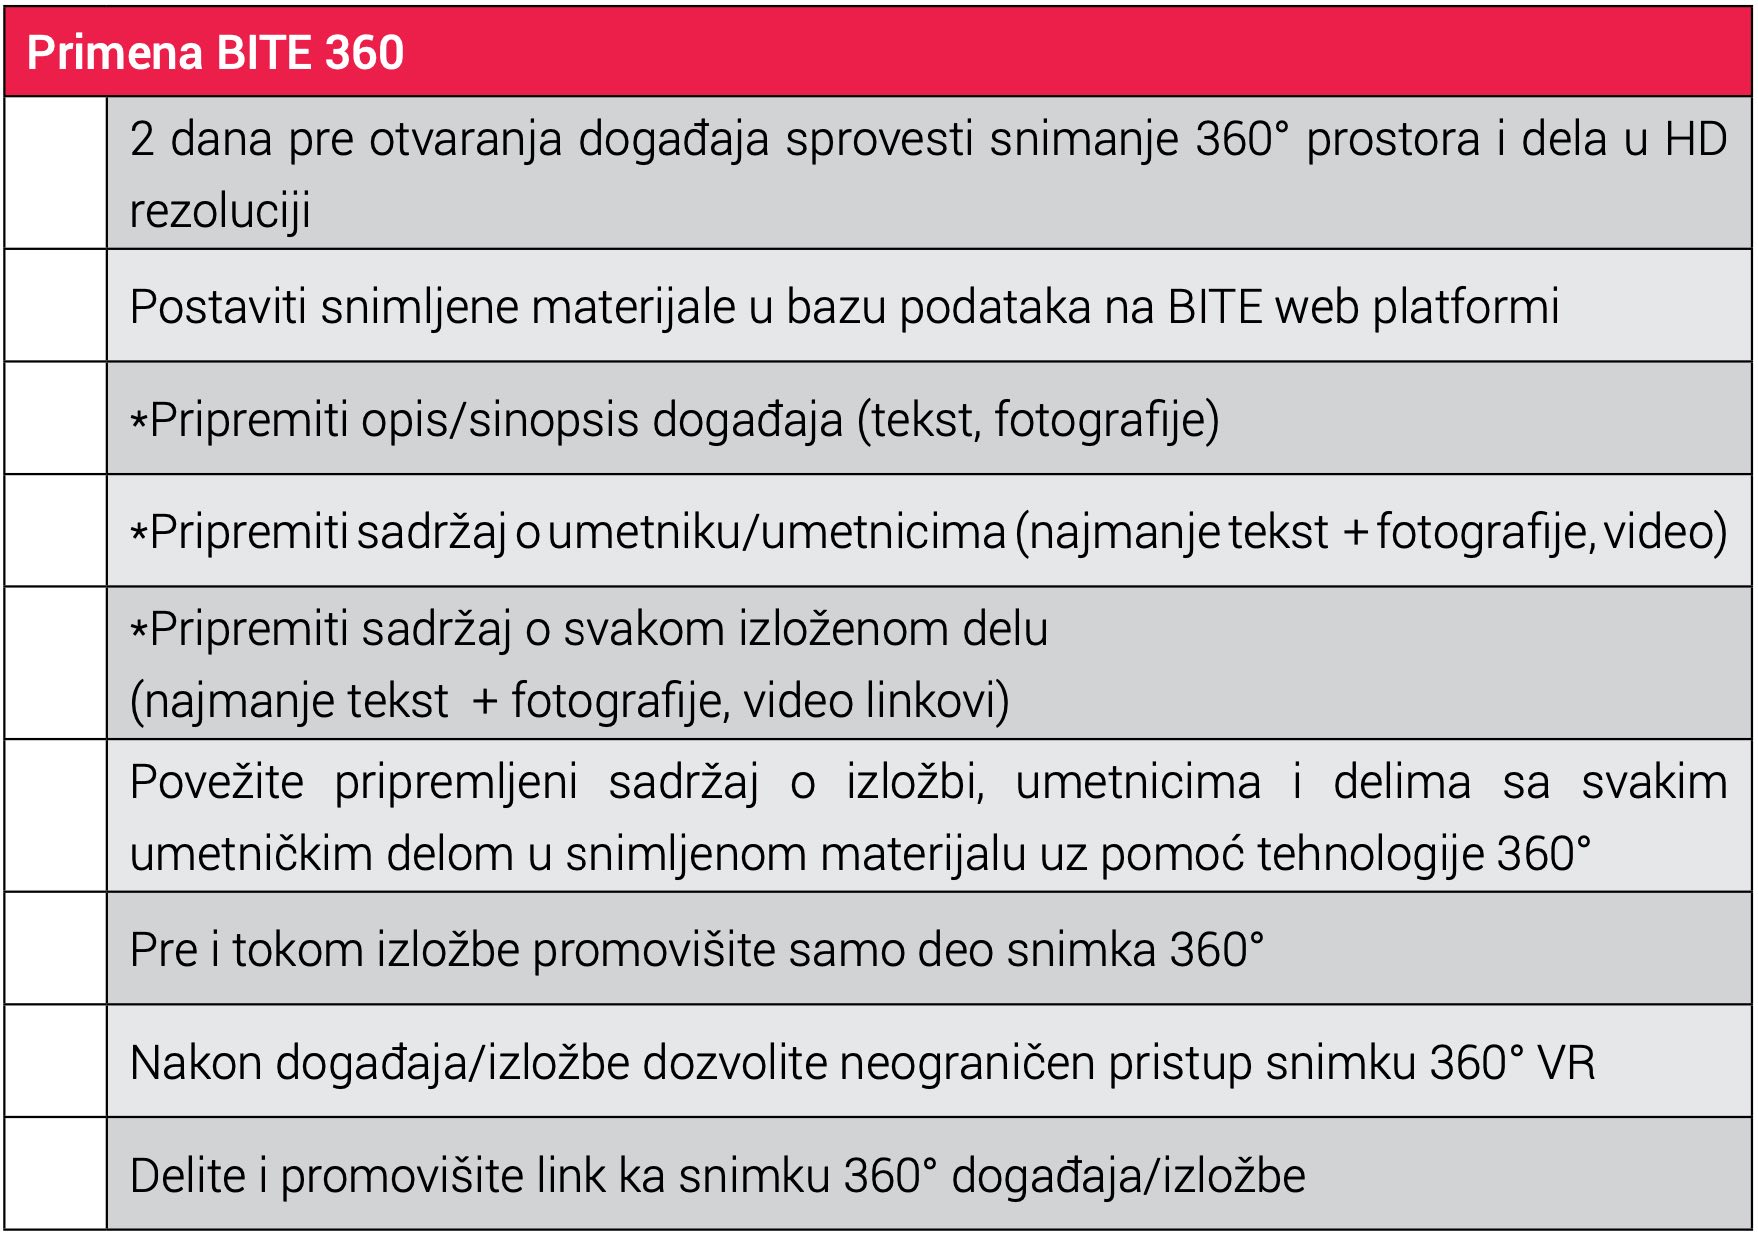 Primena BITE 360
2 dana pre otvaranja događaja sprovesti snimanje 360° prostora i dela u HD
rezoluciji
Postaviti snimljene materijale u bazu podataka na BITE web platformi
*Pripremiti opis/sinopsis događaja (tekst, fotografije)
*Pripremiti sadržaj o umetniku/umetnicima (najmanje tekst + fotografije, video)
*Pripremiti sadržaj o svakom izloženom delu
(najmanje tekst + fotografije, video linkovi)
Povežite pripremljeni sadržaj o izložbi, umetnicima i delima sa svakim
umetničkim delom u snimljenom materijalu uz pomoć tehnologije 360°
Pre i tokom izložbe promovišite samo deo snimka 360°
Nakon događaja/izložbe dozvolite neograničen pristup snimku 360° VR
Delite i promovišite link ka snimku 360° događaja/izložbe